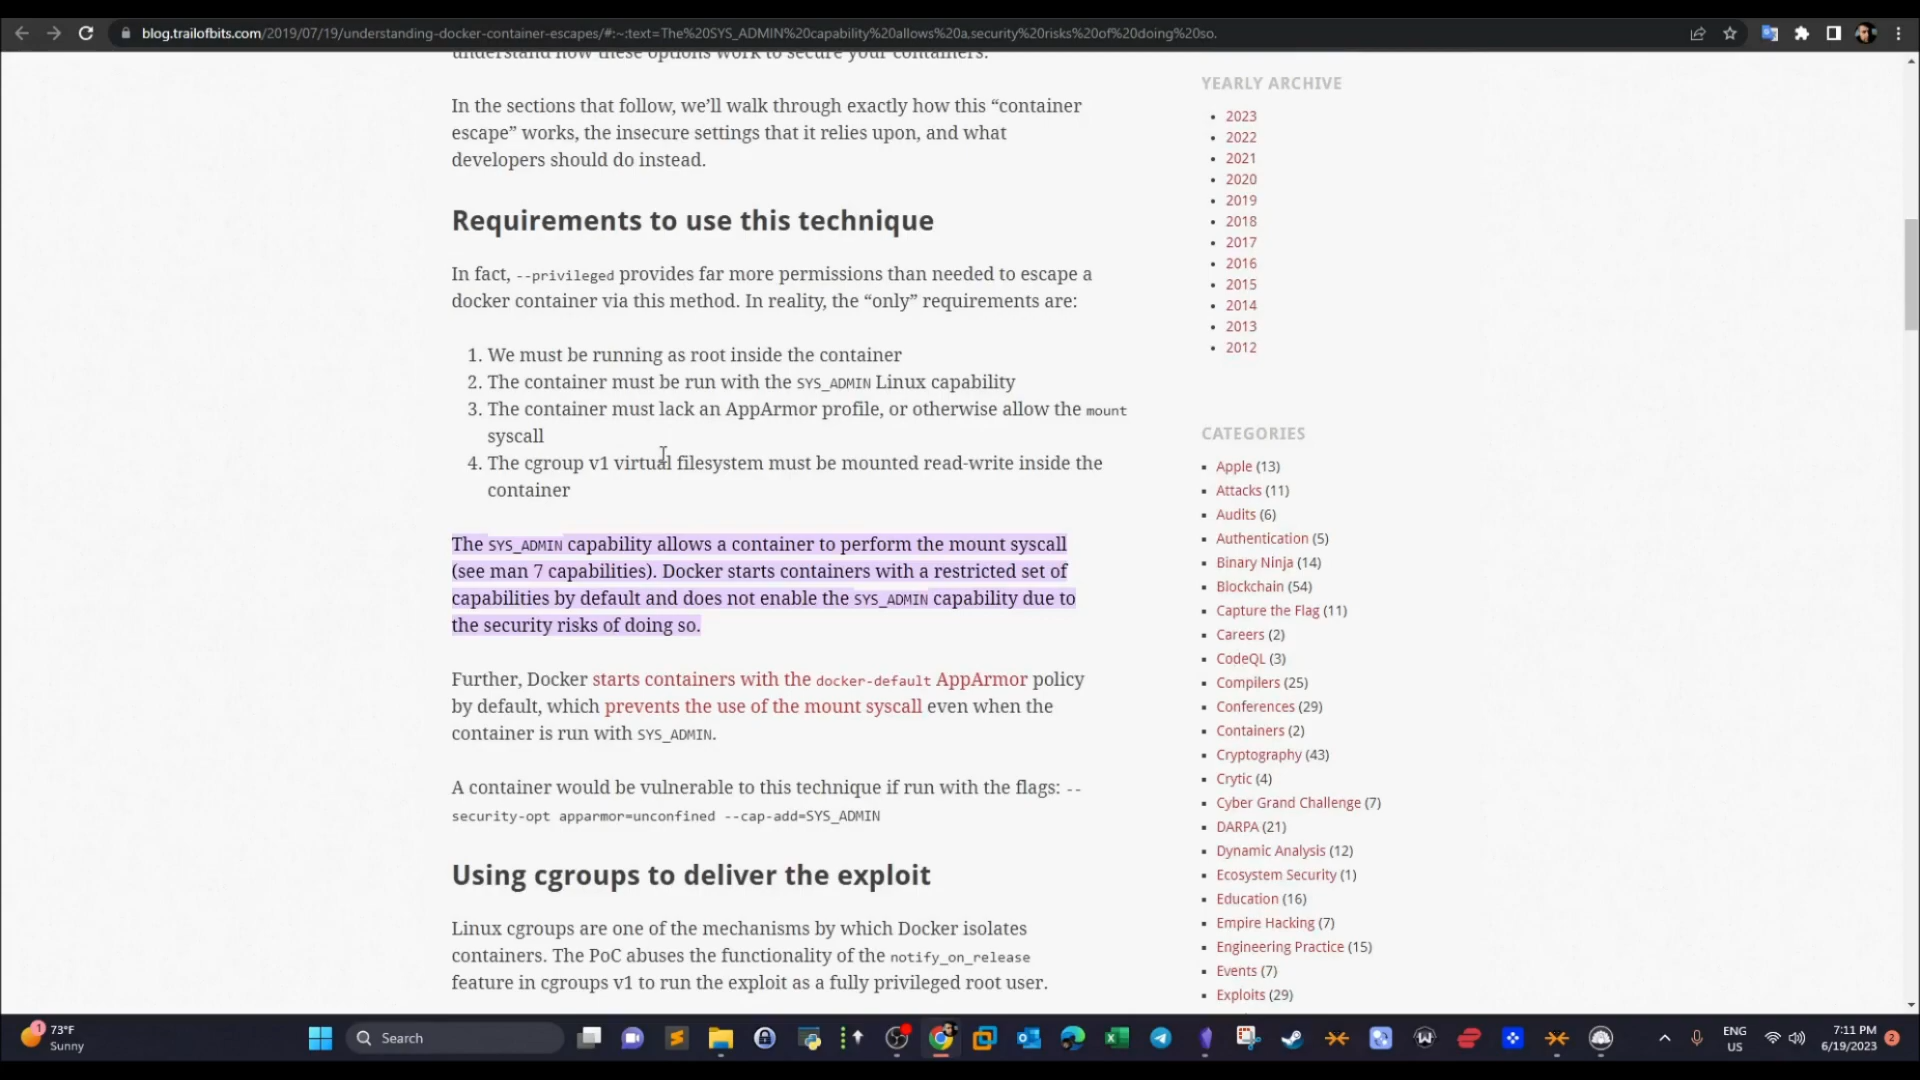 blog.trailofbits.com/2019/07/19/understanding-docker-container-escapes/#:~:text=The%20SYS_ADMIN%20capability%20allows%20a,security%20risks%20of%20doing%20so.
understand how these options work to secure your containers.
In the sections that follow, we’ll walk through exactly how this “container
escape” works, the insecure settings that it relies upon, and what
developers should do instead.
Requirements to use this technique
In fact, --privileged provides far more permissions than needed to escape a
docker container via this method. In reality, the “only” requirements are:
1. We must be running as root inside the container
2. The container must be run with the SYS_ADMIN Linux capability
3. The container must lack an AppArmor profile, or otherwise allow the mount
syscall
4. The cgroup v1 virtual filesystem must be mounted read-write inside the
container
The SYS_ADMIN capability allows a container to perform the mount syscall
(see man 7 capabilities). Docker starts containers with a restricted set of
capabilities by default and does not enable the SYS_ADMIN capability due to
the security risks of doing so.
Further, Docker starts containers with the docker-default AppArmor policy
by default, which prevents the use of the mount syscall even when the
container is run with SYS_ADMIN.
A container would be vulnerable to this technique if run with the flags: --
security-opt apparmor=unconfined --cap-add=SYS_ADMIN
Using cgroups to deliver the exploit
Linux cgroups are one of the mechanisms by which Docker isolates
containers. The PoC abuses the functionality of the notify_on_release
feature in cgroups v1 to run the exploit as a fully privileged root user.
YEARLY ARCHIVE
2023
2022
2021
2020
2019
2018
2017
2016
2015
2014
2013
2012
CATEGORIES
Apple (13)
Attacks (11)
Audits (6)
Authentication (5)
Binary Ninja (14)
Blockchain (54)
Capture the Flag (11)
Careers (2)
CodeQL (3)
Compilers (25)
Conferences (29)
Containers (2)
Cryptography (43)
Crytic (4)
Cyber Grand Challenge (7)
DARPA (21)
Dynamic Analysis (12)
Ecosystem Security (1)
Education (16)
Empire Hacking (7)
Engineering Practice (15)
Events (7)
Exploits (29)
1
73°F
Sunny
Search
ENG
US
7:11 PM
6/19/2023
2